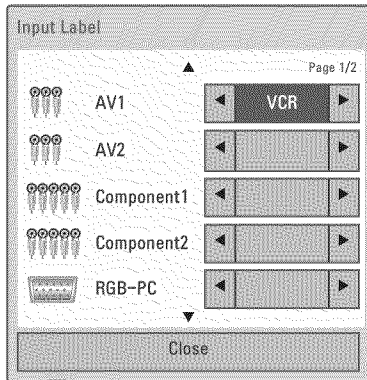 Input Label
Page 1/2
AV1 VCR
AV2
Component1
Component2
RGB-PC
Close